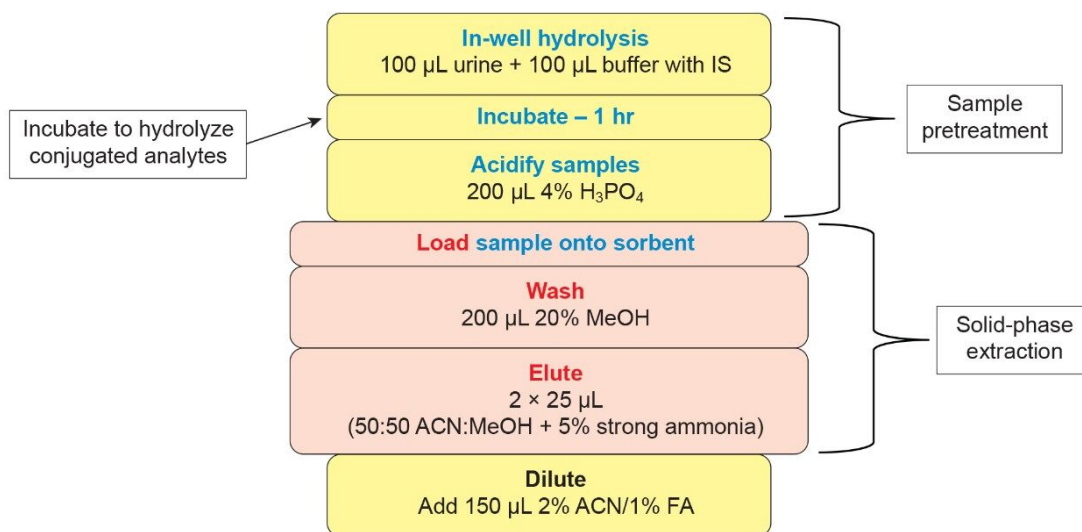 In-well hydrolysis
100 µL urine + 100 µL buffer with IS
Incubate to hydrolyze
conjugated analytes
Incubate – 1 hr
Sample
pretreatment
Acidify samples
200 µL 4% H₃PO₄
Load sample onto sorbent
Wash
200 µL 20% MeOH
Solid-phase
extraction
Elute
2 × 25 µL
(50:50 ACN:MeOH + 5% strong ammonia)
Dilute
Add 150 µL 2% ACN/1% FA